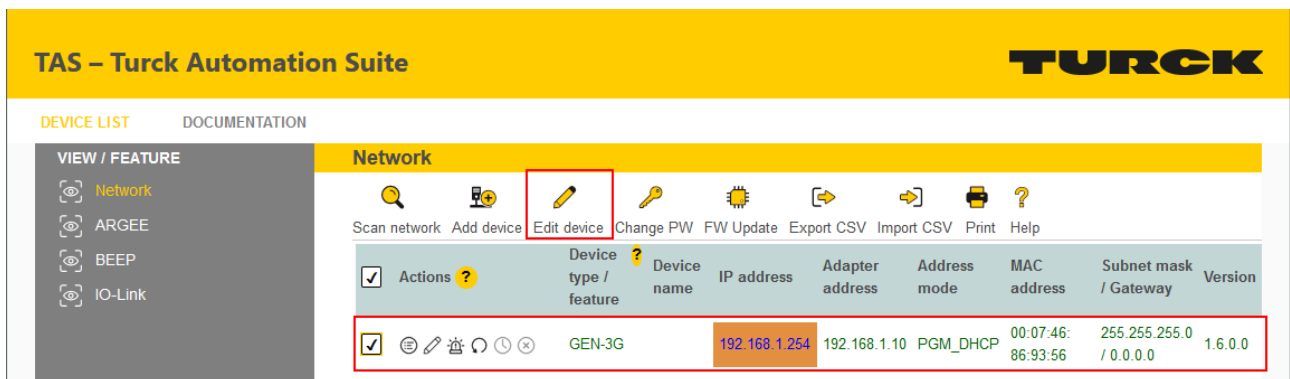 TAS – Turck Automation Suite
TURCK
DEVICE LIST DOCUMENTATION
VIEW / FEATURE
Network
ARGEE
BEEP
IO-Link
Network
Scan network Add device Edit device Change PW FW Update Export CSV Import CSV Print Help
Actions ? Device type / feature ? Device name IP address Adapter address Address mode MAC address Subnet mask / Gateway Version
GEN-3G 192.168.1.254 192.168.1.10 PGM_DHCP 00:07:46:86:93:56 255.255.255.0 / 0.0.0.0 1.6.0.0